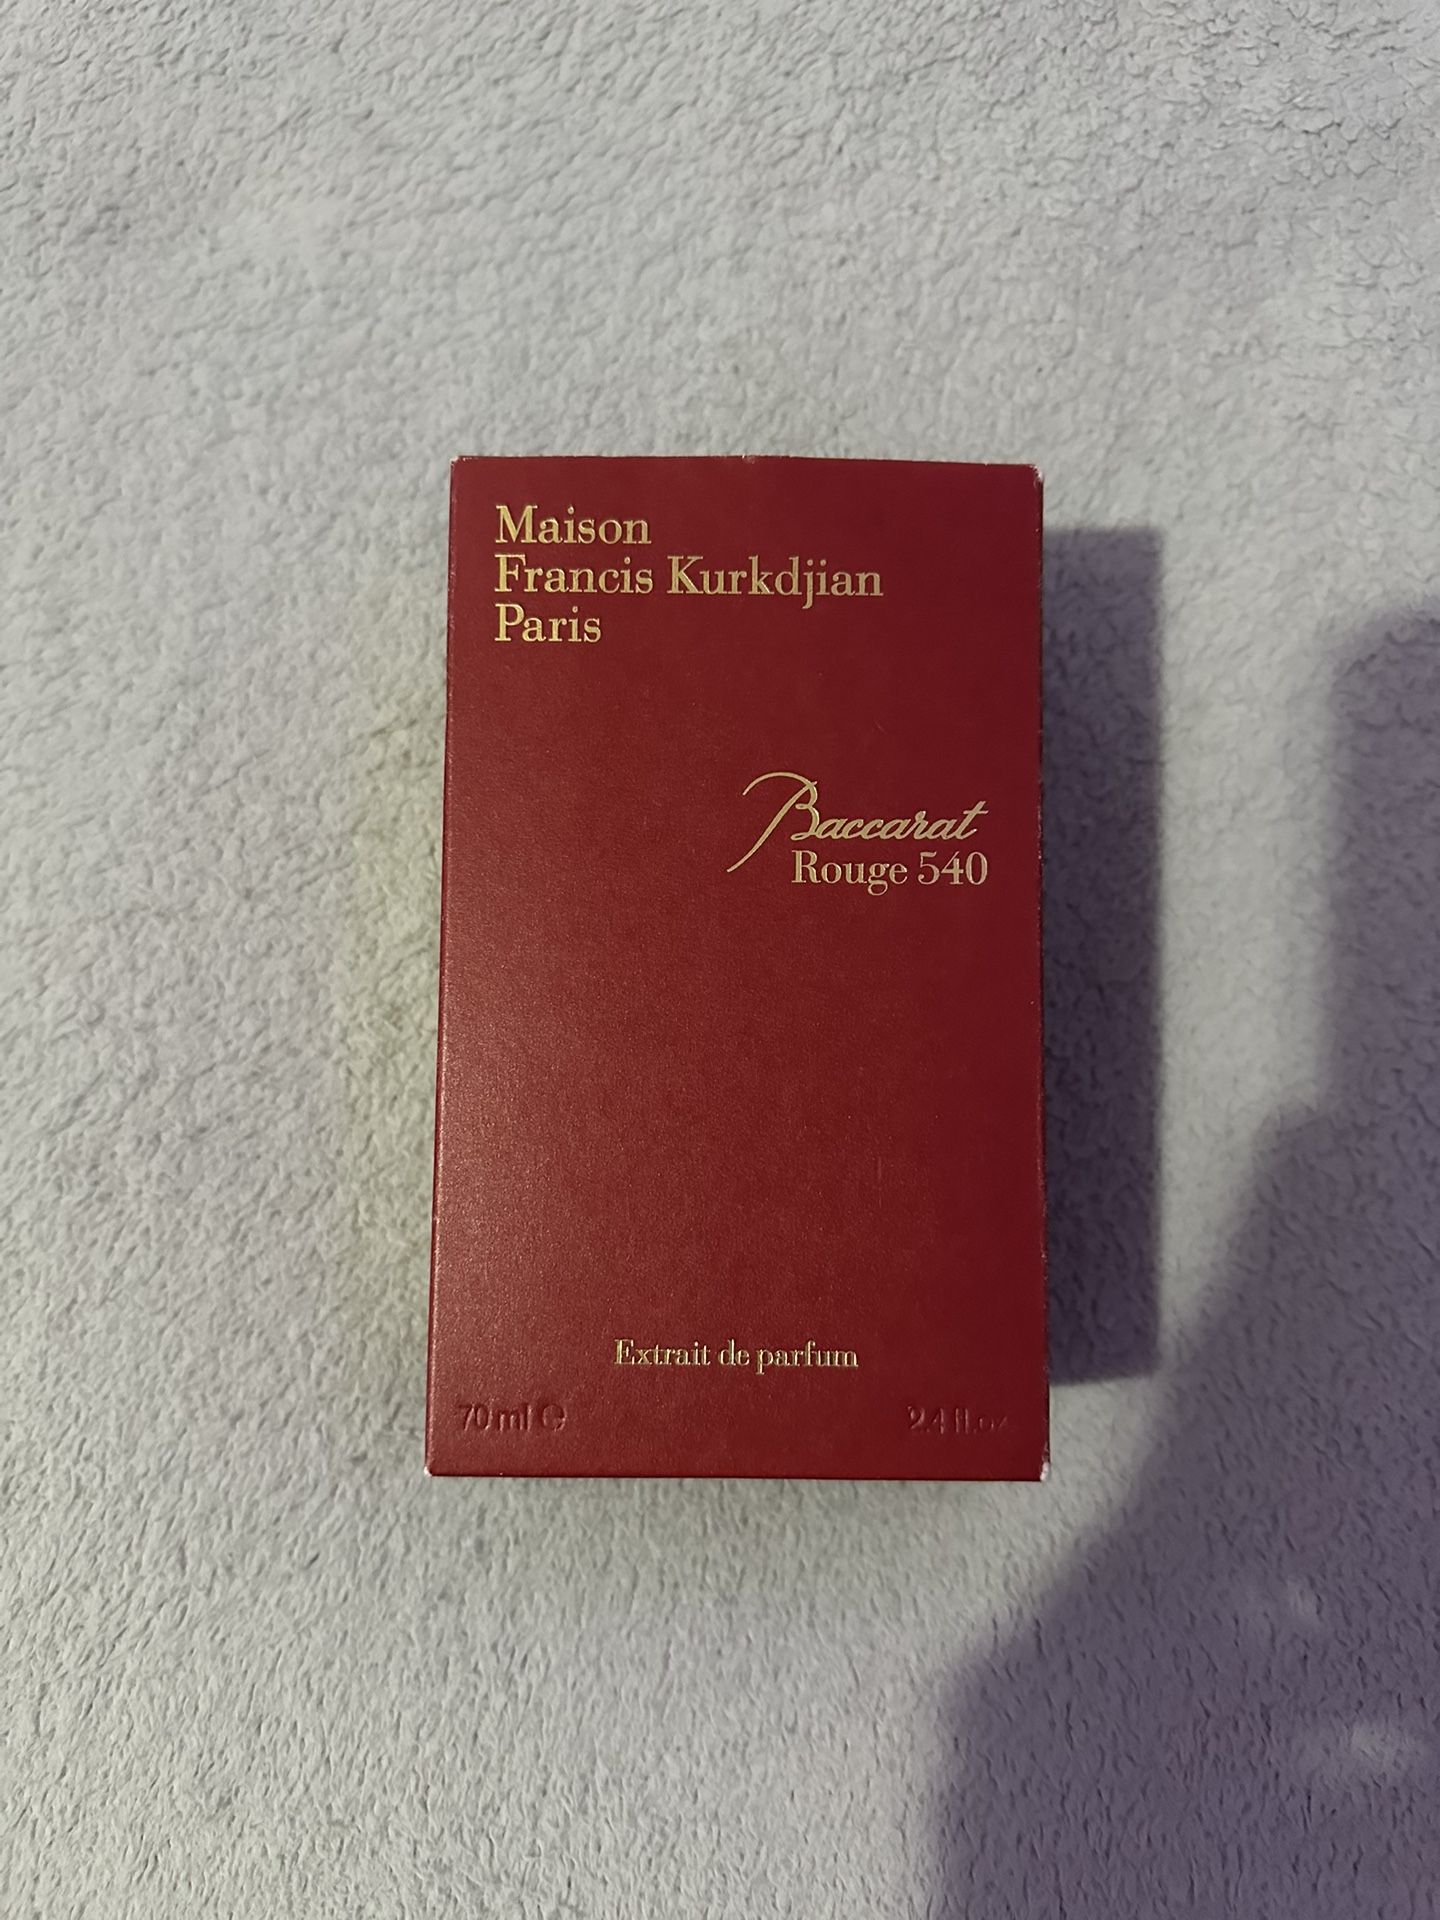 Maison
Francis Kurkdjian
Paris
Baccarat
Rouge 540
Extrait de parfum
70 ml ℮
2.4 fl.oz